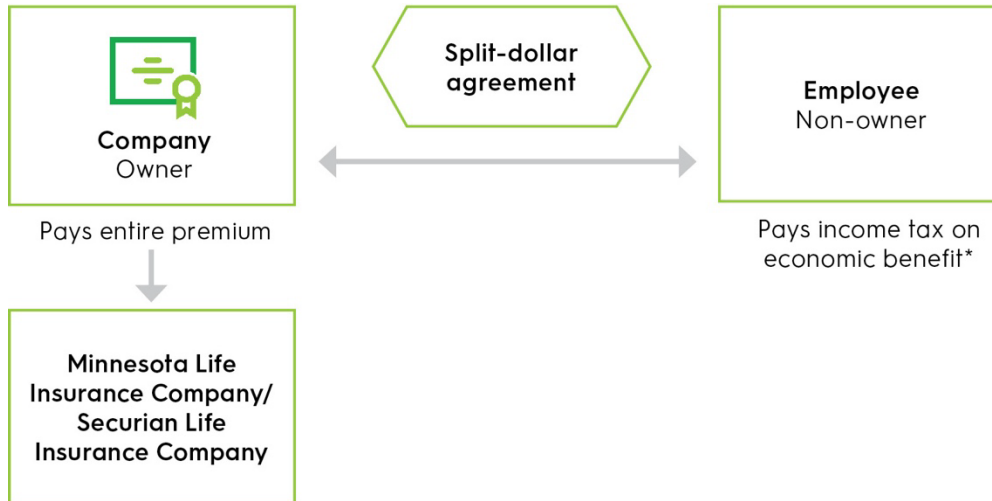 Company
Owner
Split-dollar
agreement
Employee
Non-owner
Pays entire premium
Pays income tax on
economic benefit*
Minnesota Life
Insurance Company/
Securian Life
Insurance Company